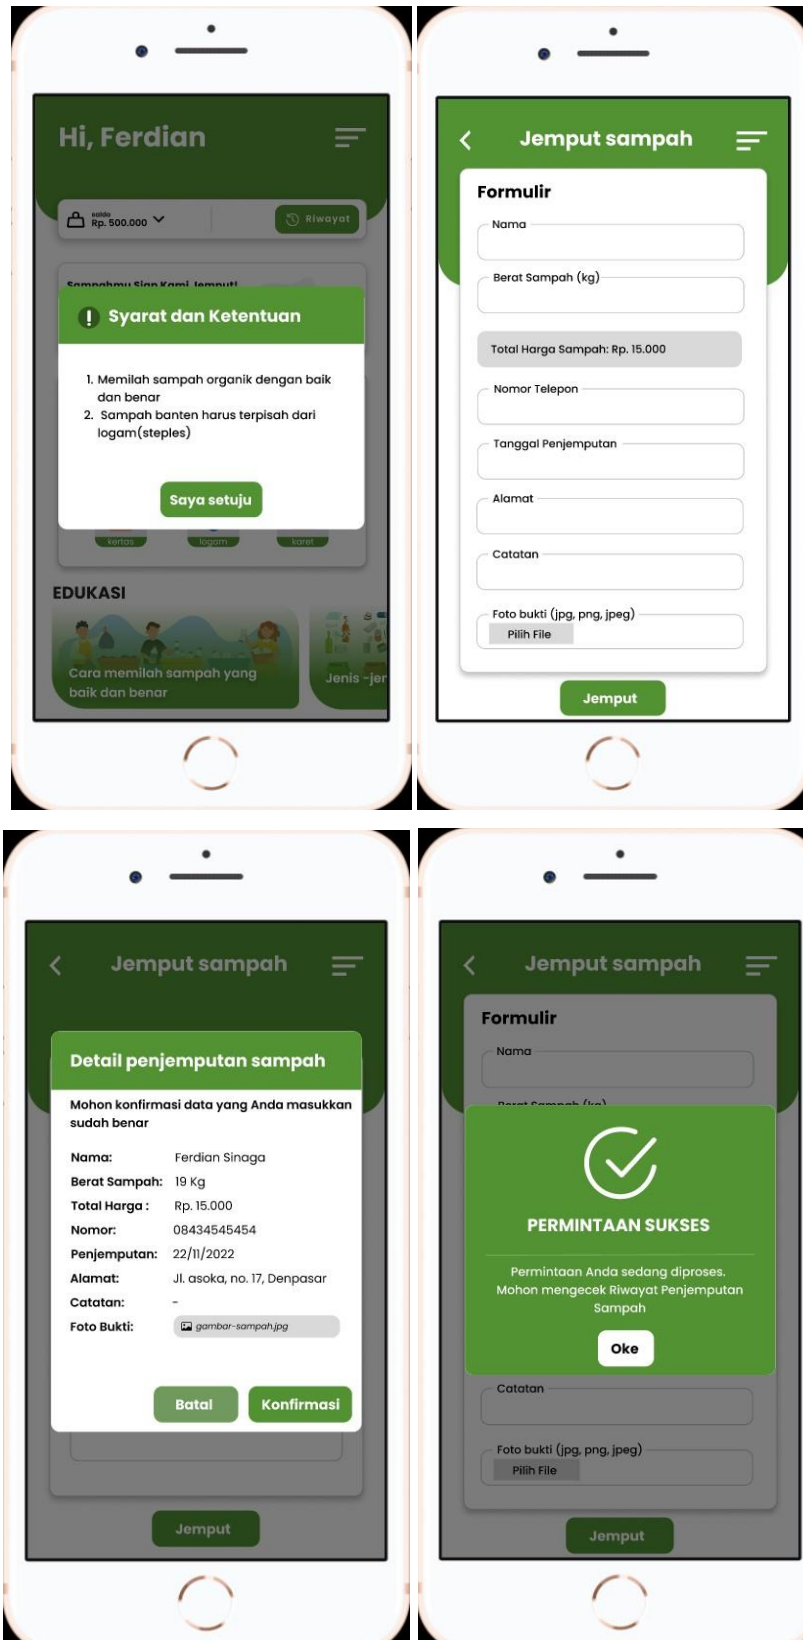 Hi, Ferdian
saldo
Rp. 500.000
Riwayat
Sampahmu Siap Kami Jemput!
Syarat dan Ketentuan
1. Memilah sampah organik dengan baik
dan benar
2. Sampah banten harus terpisah dari
logam(steples)
Saya setuju
kertas
logam
karet
EDUKASI
Cara memilah sampah yang
baik dan benar
Jenis -jer
Jemput sampah
Formulir
Nama
Berat Sampah (kg)
Total Harga Sampah: Rp. 15.000
Nomor Telepon
Tanggal Penjemputan
Alamat
Catatan
Foto bukti (jpg, png, jpeg)
Pilih File
Jemput
Jemput sampah
Detail penjemputan sampah
Mohon konfirmasi data yang Anda masukkan
sudah benar
Nama: Ferdian Sinaga
Berat Sampah: 19 Kg
Total Harga : Rp. 15.000
Nomor: 08434545454
Penjemputan: 22/11/2022
Alamat: Jl. asoka, no. 17, Denpasar
Catatan: -
Foto Bukti: gambar-sampah.jpg
Batal
Konfirmasi
Jemput
Jemput sampah
Formulir
Nama
Berat Sampah (kg)
PERMINTAAN SUKSES
Permintaan Anda sedang diproses.
Mohon mengecek Riwayat Penjemputan
Sampah
Oke
Catatan
Foto bukti (jpg, png, jpeg)
Pilih File
Jemput